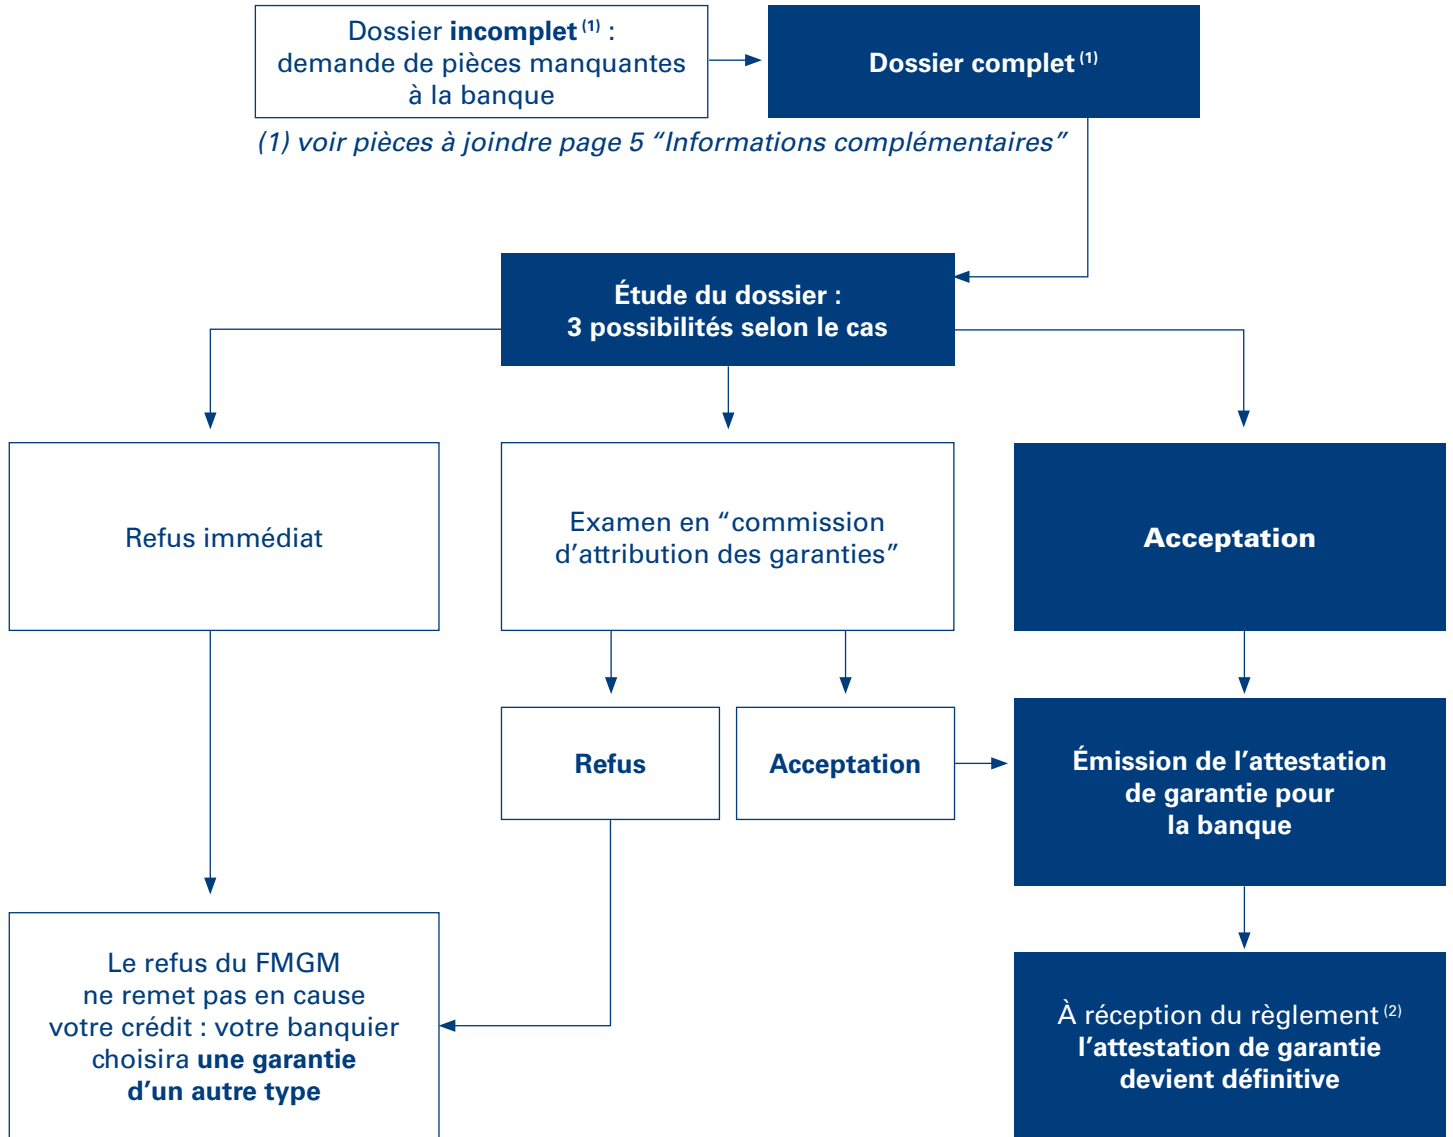 Dossier incomplet (1) :
demande de pièces manquantes
à la banque
Dossier complet (1)
(1) voir pièces à joindre page 5 “Informations complémentaires”
Étude du dossier :
3 possibilités selon le cas
Refus immédiat
Examen en “commission
d’attribution des garanties”
Acceptation
Refus
Acceptation
Émission de l’attestation
de garantie pour
la banque
Le refus du FMGM
ne remet pas en cause
votre crédit : votre banquier
choisira une garantie
d’un autre type
À réception du règlement (2)
l’attestation de garantie
devient définitive